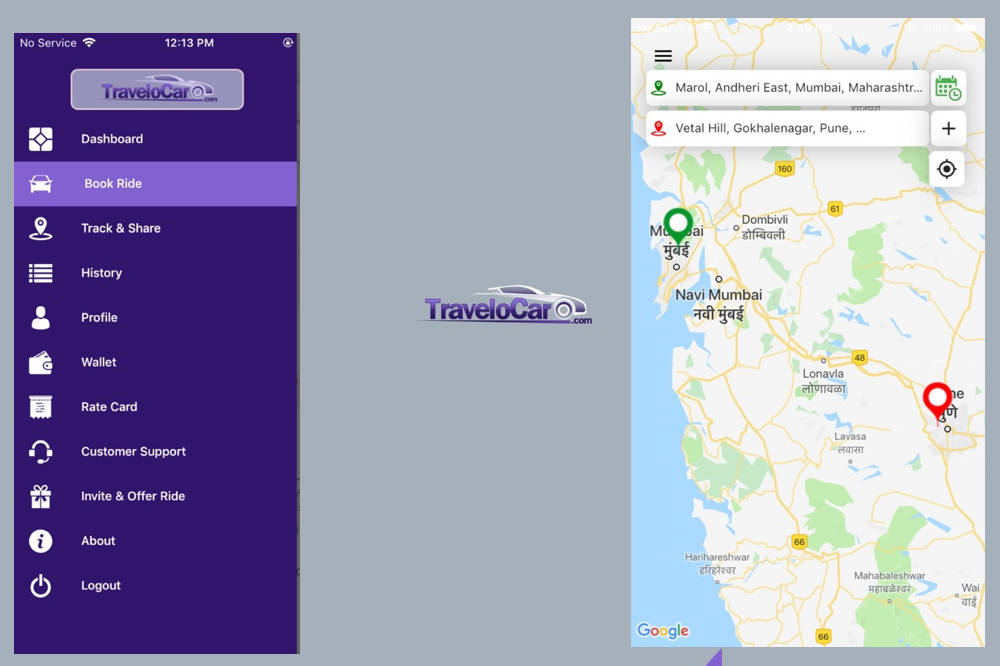 No Service
12:13 PM
TraveloCar
.com
Dashboard
Book Ride
Track & Share
History
Profile
Wallet
Rate Card
Customer Support
Invite & Offer Ride
About
Logout
TraveloCar
.com
100%
Marol, Andheri East, Mumbai, Maharashtr...
Vetal Hill, Gokhalenagar, Pune, ...
160
61
Dombivli
डोम्बिवली
मुंबई
Navi Mumbai
नवी मुंबई
48
Lonavla
लोणावळा
Lavasa
लवासा
66
Harihareshwar
हरिहरेश्वर
Mahabaleshwar
महाबळेश्वर
Wai
वाई
Google
66